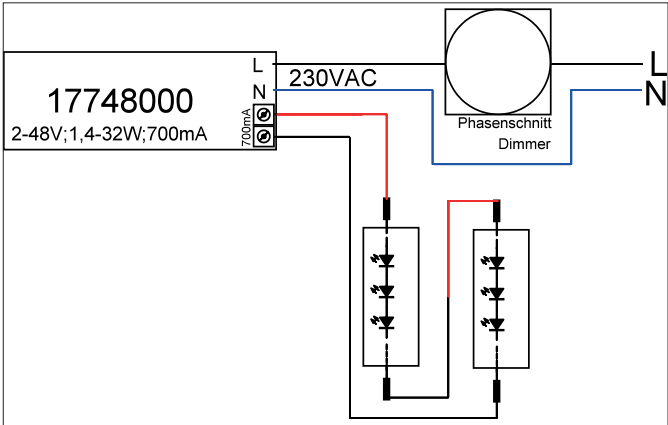 L
230VAC
L
N
N
17748000
700mA
2-48V;1,4-32W;700mA
Phasenschnitt
Dimmer